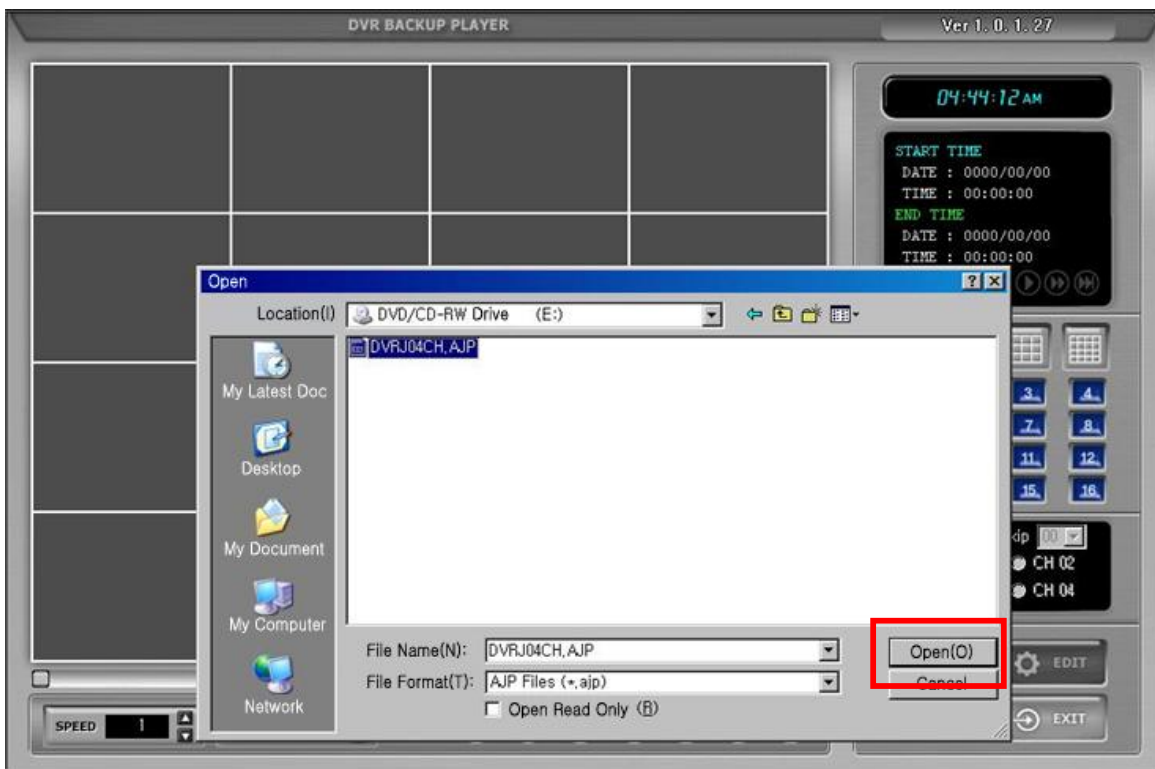 DVR BACKUP PLAYER
Ver 1. 0. 1. 27
04:44:12 AM
START TIME
DATE : 0000/00/00
TIME : 00:00:00
END TIME
DATE : 0000/00/00
TIME : 00:00:00
Open
Location(I)
DVD/CD-RW Drive (E:)
DVRJ04CH,AJP
My Latest Doc
Desktop
My Document
My Computer
Network
3
4
7
8
11
12
15
16
00
CH 02
CH 04
File Name(N): DVRJ04CH,AJP
Open(O)
File Format(T): AJP Files (*,ajp)
Cancel
Open Read Only (R)
EDIT
EXIT
SPEED 1